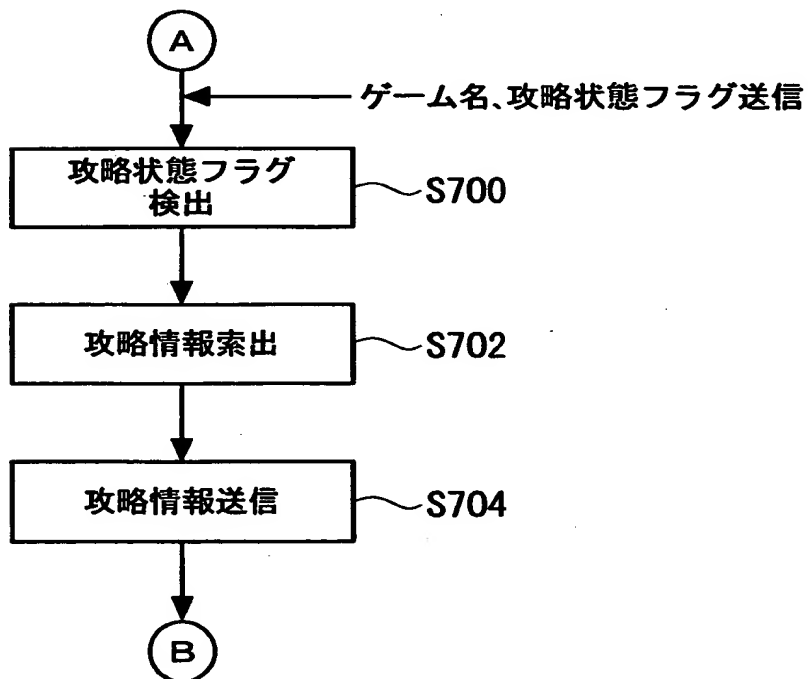 A
ゲーム名、攻略状態フラグ送信
攻略状態フラグ
検出
S700
攻略情報索出
S702
攻略情報送信
S704
B